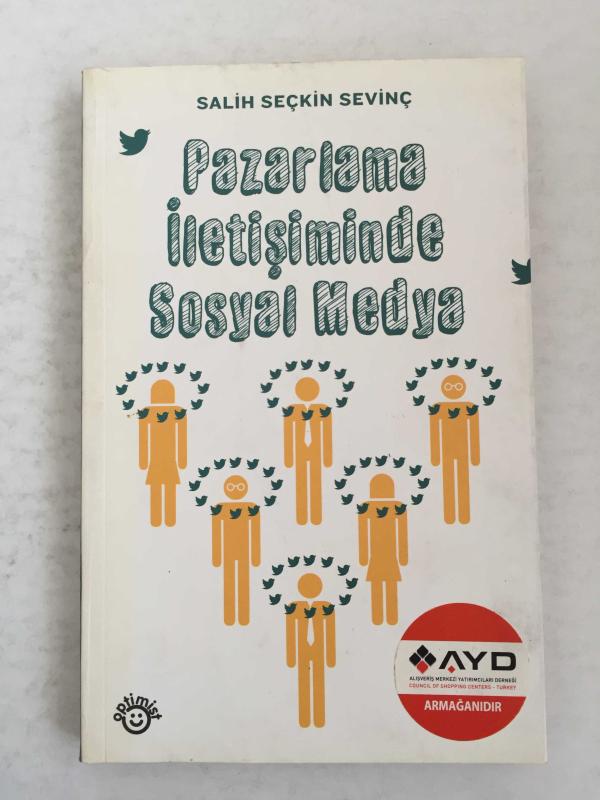 SALİH SEÇKİN SEVİNÇ
Pazarlama
İletişiminde
Sosyal Medya
optimist
AYD
ALIŞVERİŞ MERKEZİ YATIRIMCILARI DERNEĞİ
COUNCIL OF SHOPPING CENTERS - TURKEY
ARMAĞANIDIR